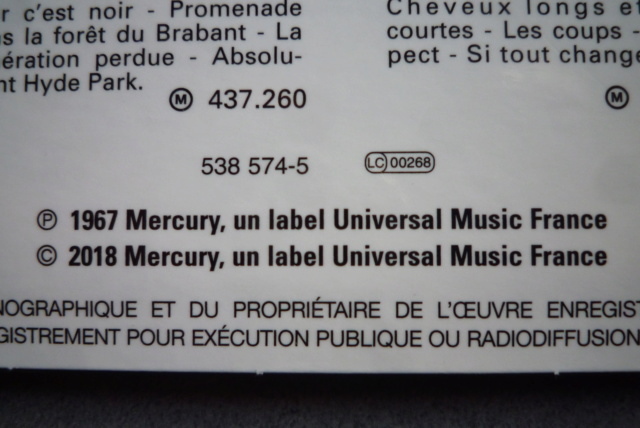 r c'est noir - Promenade
s la forêt du Brabant - La
ération perdue - Absolu-
nt Hyde Park.
Ⓜ 437.260
Cheveux longs et
courtes - Les coups -
pect - Si tout change
Ⓜ
538 574-5
LC 00268
℗ 1967 Mercury, un label Universal Music France
© 2018 Mercury, un label Universal Music France
NOGRAPHIQUE ET DU PROPRIÉTAIRE DE L'ŒUVRE ENREGIST
GISTREMENT POUR EXÉCUTION PUBLIQUE OU RADIODIFFUSION